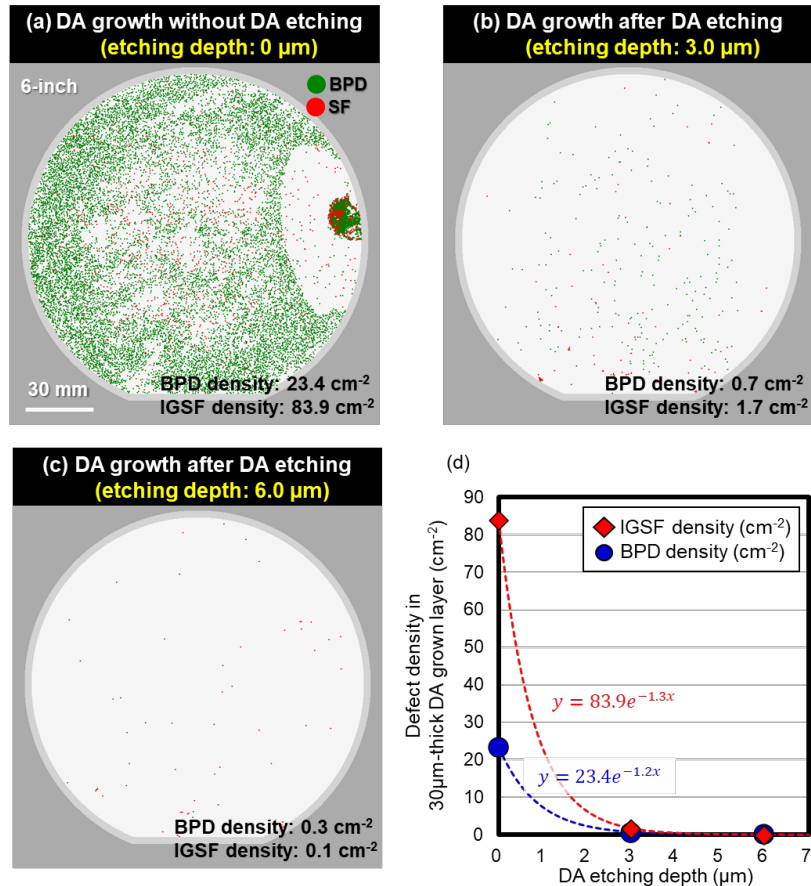 (a) DA growth without DA etching
(etching depth: 0 μm)
6-inch
BPD
SF
30 mm
BPD density: 23.4 cm⁻²
IGSF density: 83.9 cm⁻²
(b) DA growth after DA etching
(etching depth: 3.0 μm)
BPD density: 0.7 cm⁻²
IGSF density: 1.7 cm⁻²
(c) DA growth after DA etching
(etching depth: 6.0 μm)
BPD density: 0.3 cm⁻²
IGSF density: 0.1 cm⁻²
(d)
Defect density in
30μm-thick DA grown layer (cm⁻²)
90
80
70
60
50
40
30
20
10
0
IGSF density (cm⁻²)
BPD density (cm⁻²)
y = 83.9e⁻¹·³ˣ
y = 23.4e⁻¹·²ˣ
0 1 2 3 4 5 6 7
DA etching depth (μm)